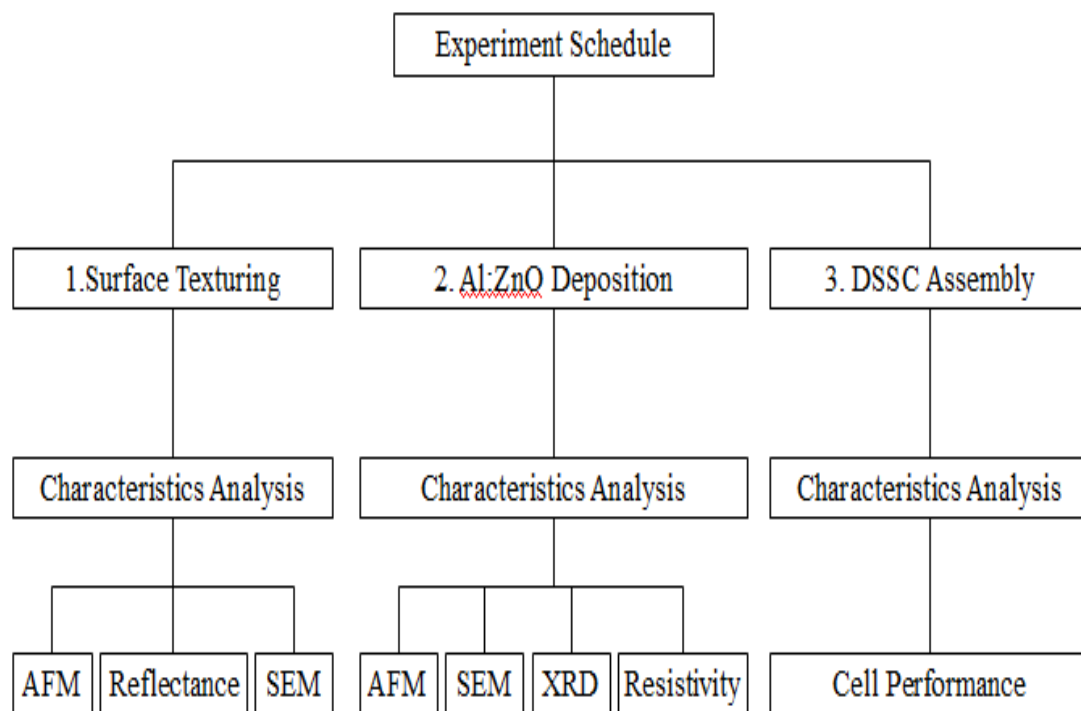 Experiment Schedule
1.Surface Texturing
2. Al:ZnO Deposition
3. DSSC Assembly
Characteristics Analysis
Characteristics Analysis
Characteristics Analysis
AFM
Reflectance
SEM
AFM
SEM
XRD
Resistivity
Cell Performance